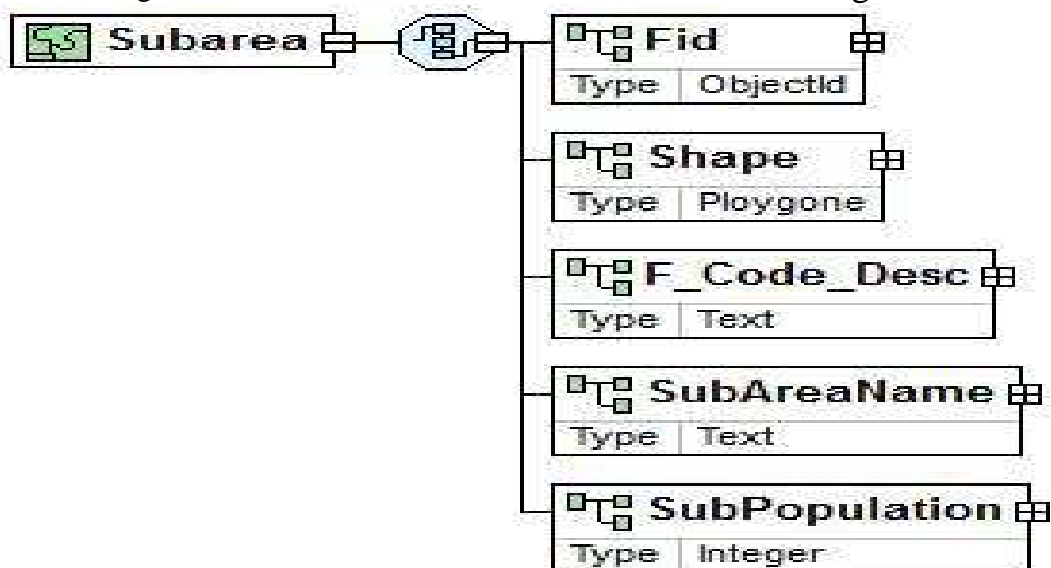 Subarea
Fid
Type ObjectId
Shape
Type Ploygone
F_Code_Desc
Type Text
SubAreaName
Type Text
SubPopulation
Type Integer